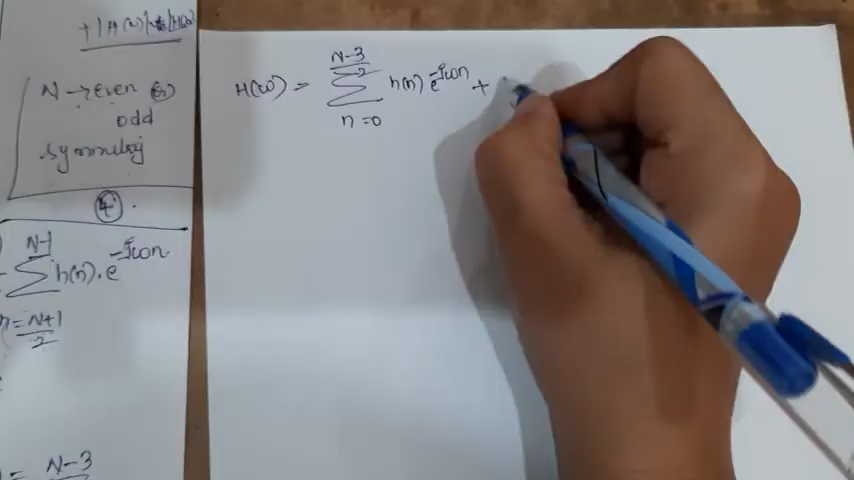 +|H(ω)|
N → even
odd
symmetry
4
N-1
Σ h(n).e^-jωn
n = N+1/2
N-3
H(ω) = Σ h(n) e^-jωn +
N-3/2
n=0